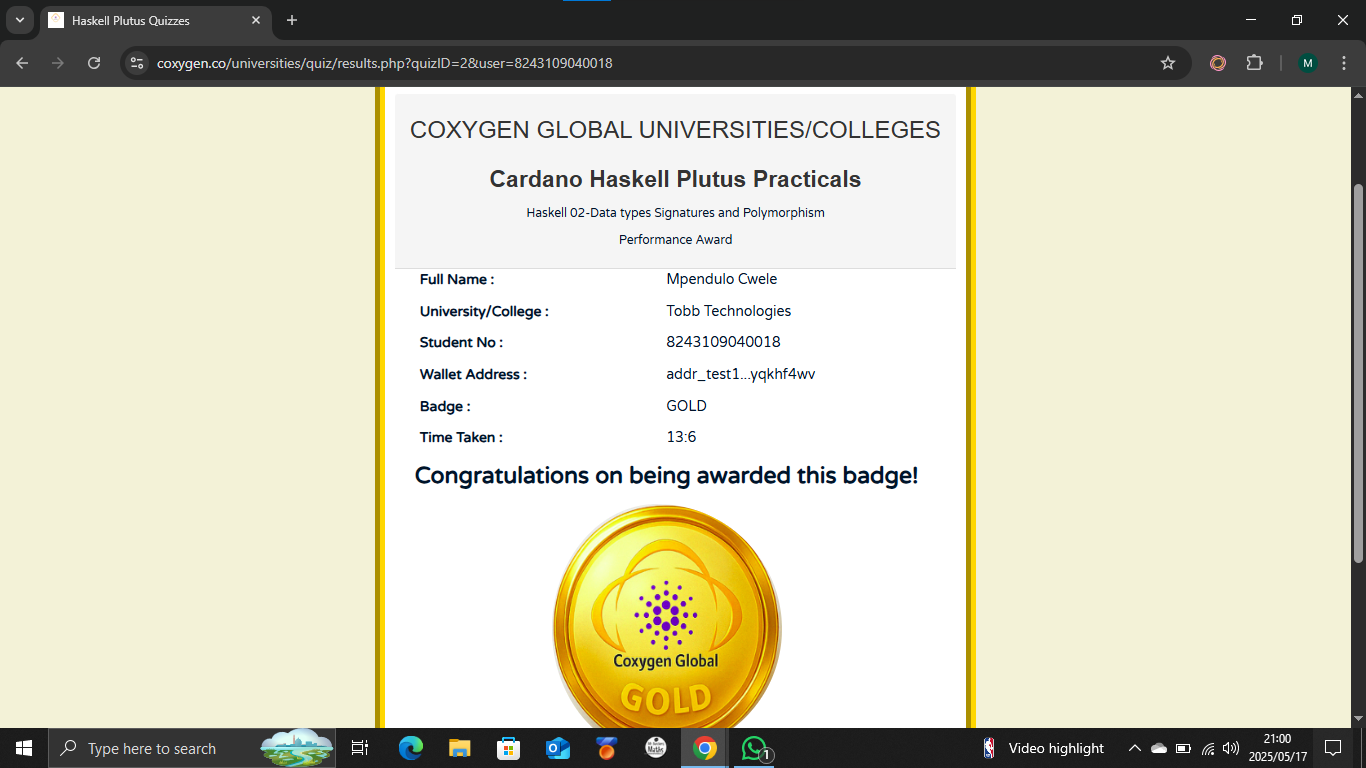 Haskell Plutus Quizzes
coxygen.co/universities/quiz/results.php?quizID=2&user=8243109040018
M
COXYGEN GLOBAL UNIVERSITIES/COLLEGES
Cardano Haskell Plutus Practicals
Haskell 02-Data types Signatures and Polymorphism
Performance Award
Full Name : Mpendulo Cwele
University/College : Tobb Technologies
Student No : 8243109040018
Wallet Address : addr_test1...yqkhf4wv
Badge : GOLD
Time Taken : 13:6
Congratulations on being awarded this badge!
Coxygen Global
GOLD
Type here to search
1
Video highlight
21:00
2025/05/17